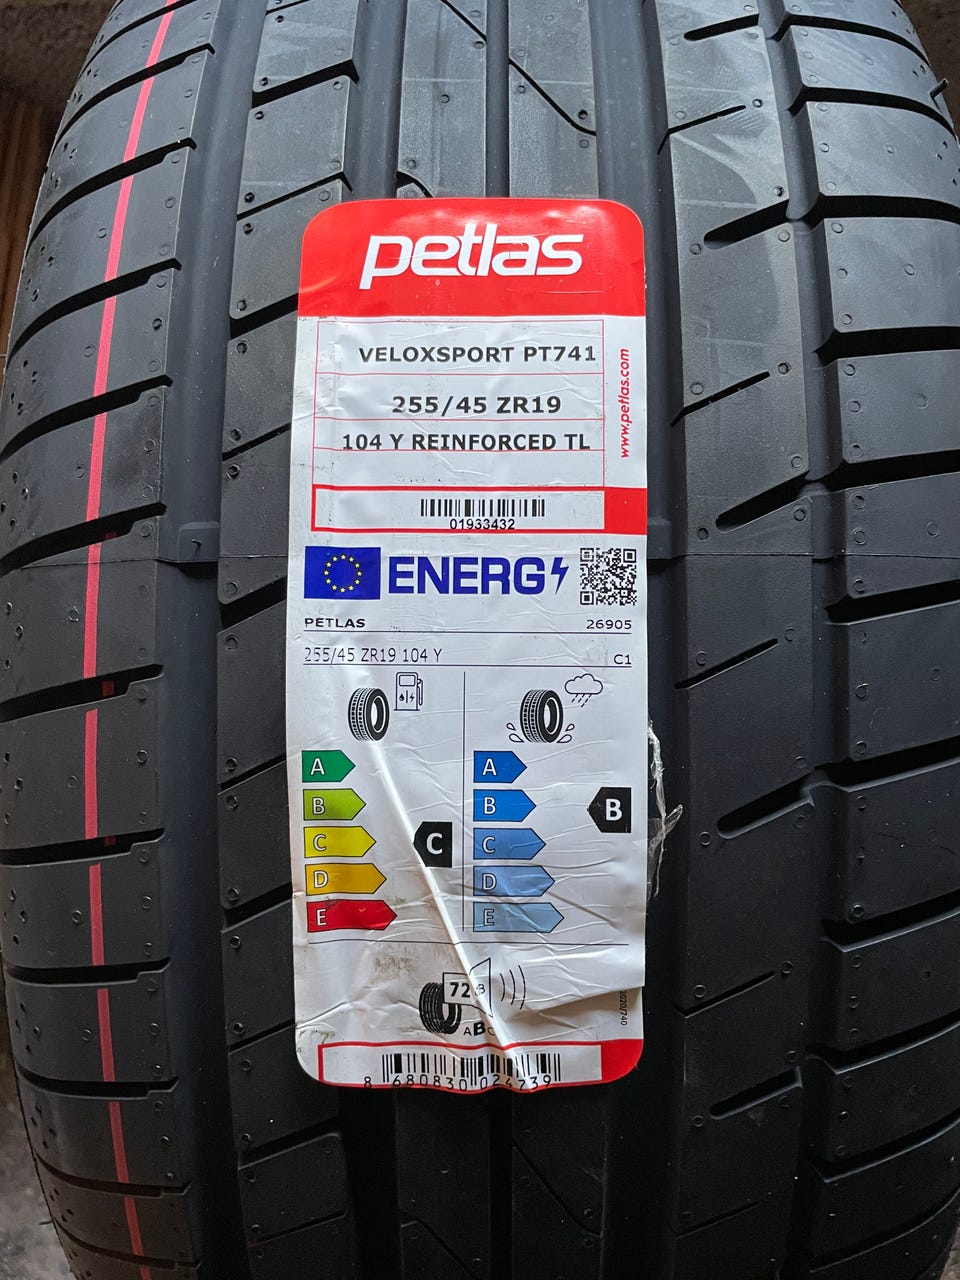 petlas
VELOXSPORT PT741
255/45 ZR19
104 Y REINFORCED TL
www.petlas.com
01933432
ENERG
PETLAS 26905
255/45 ZR19 104 Y C1
A A
B B B
C C C
D D
E E
72
ABC
2020/740
8 680830 024739